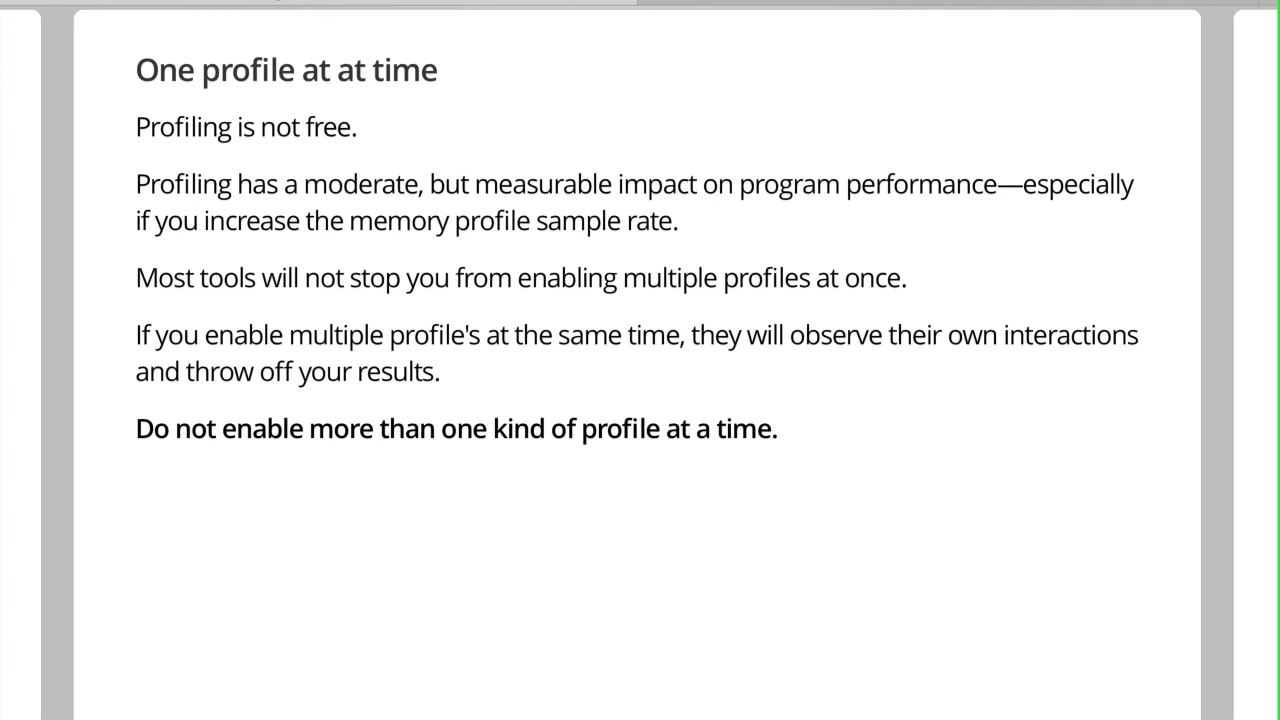 One profile at at time
Profiling is not free.
Profiling has a moderate, but measurable impact on program performance—especially
if you increase the memory profile sample rate.
Most tools will not stop you from enabling multiple profiles at once.
If you enable multiple profile's at the same time, they will observe their own interactions
and throw off your results.
Do not enable more than one kind of profile at a time.